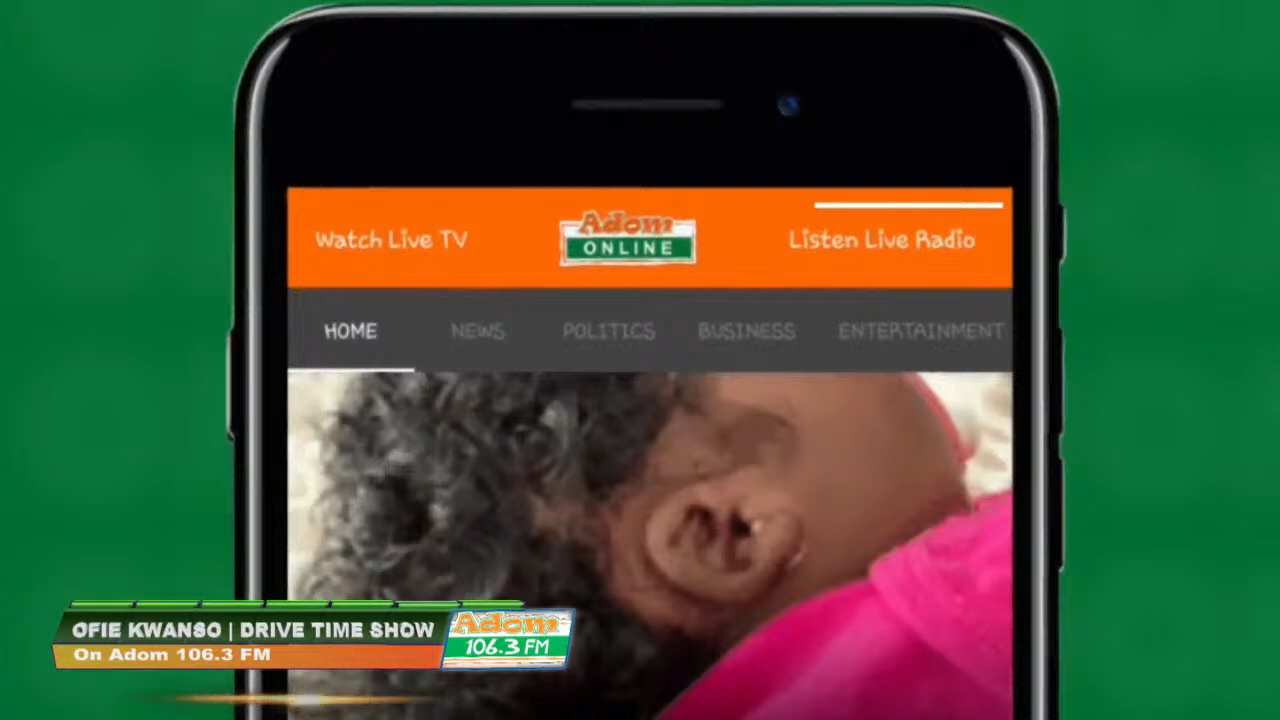 Watch Live TV
Adom
ONLINE
Listen Live Radio
HOME
NEWS
POLITICS
BUSINESS
ENTERTAINMENT
OFIE KWANSO | DRIVE TIME SHOW
On Adom 106.3 FM
Adom
106.3 FM